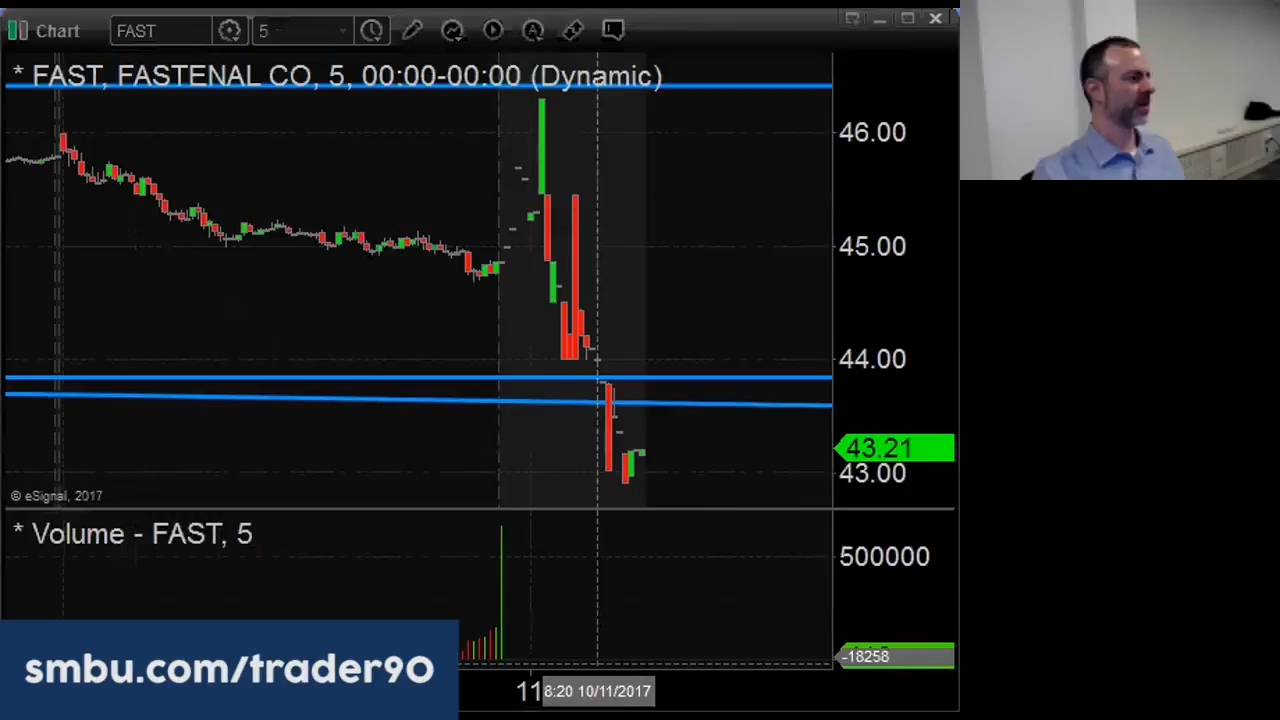 Chart FAST 5
* FAST, FASTENAL CO, 5, 00:00-00:00 (Dynamic)
46.00
45.00
44.00
43.21
43.00
© eSignal, 2017
* Volume - FAST, 5
500000
-18258
smbu.com/trader90
11 8:20 10/11/2017